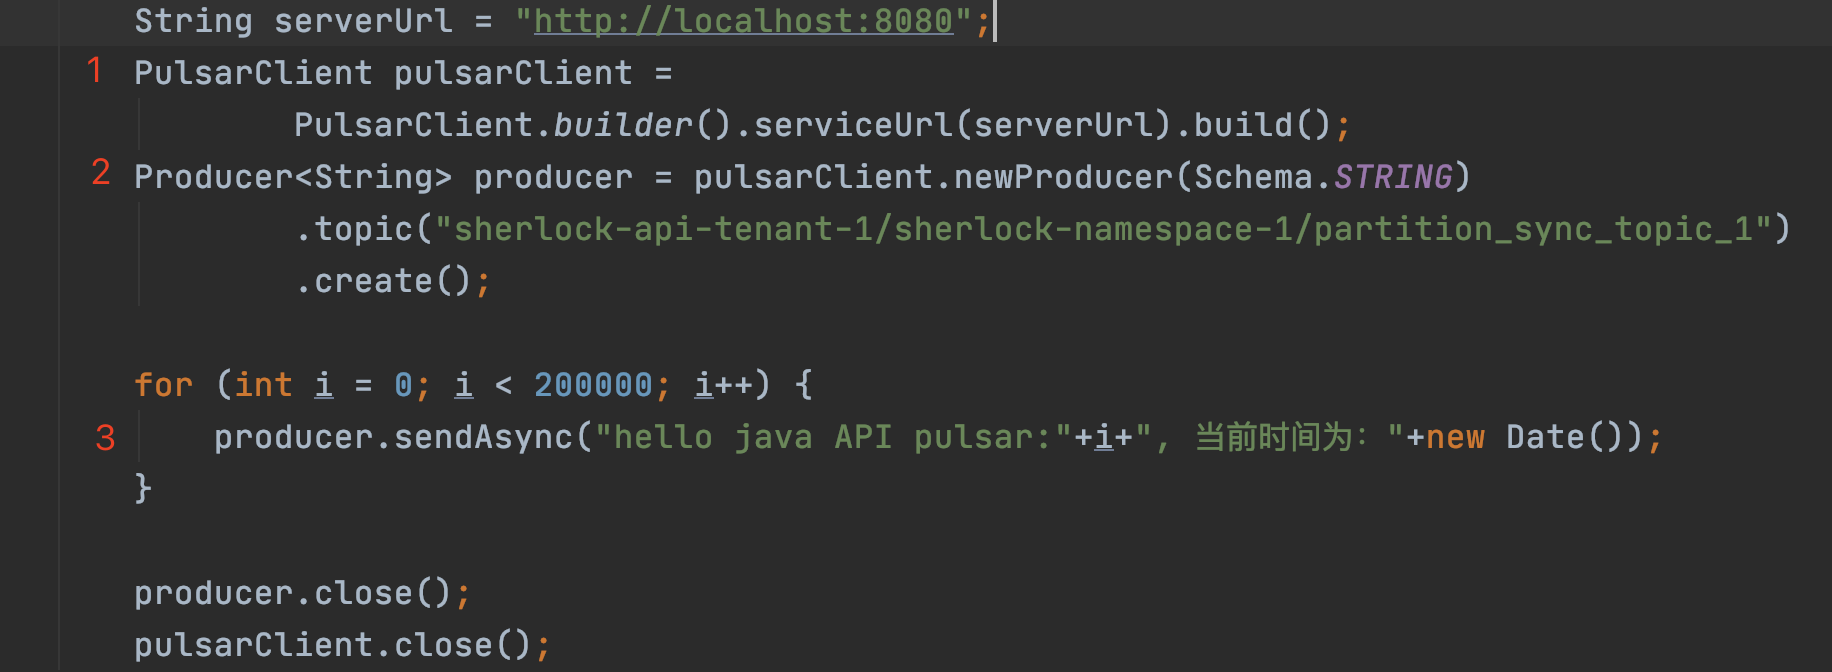 String serverUrl = "http://localhost:8080";
1 PulsarClient pulsarClient =
PulsarClient.builder().serviceUrl(serverUrl).build();
2 Producer<String> producer = pulsarClient.newProducer(Schema.STRING)
.topic("sherlock-api-tenant-1/sherlock-namespace-1/partition_sync_topic_1")
.create();
for (int i = 0; i < 200000; i++) {
3 producer.sendAsync("hello java API pulsar:"+i+", 当前时间为："+new Date());
}
producer.close();
pulsarClient.close();